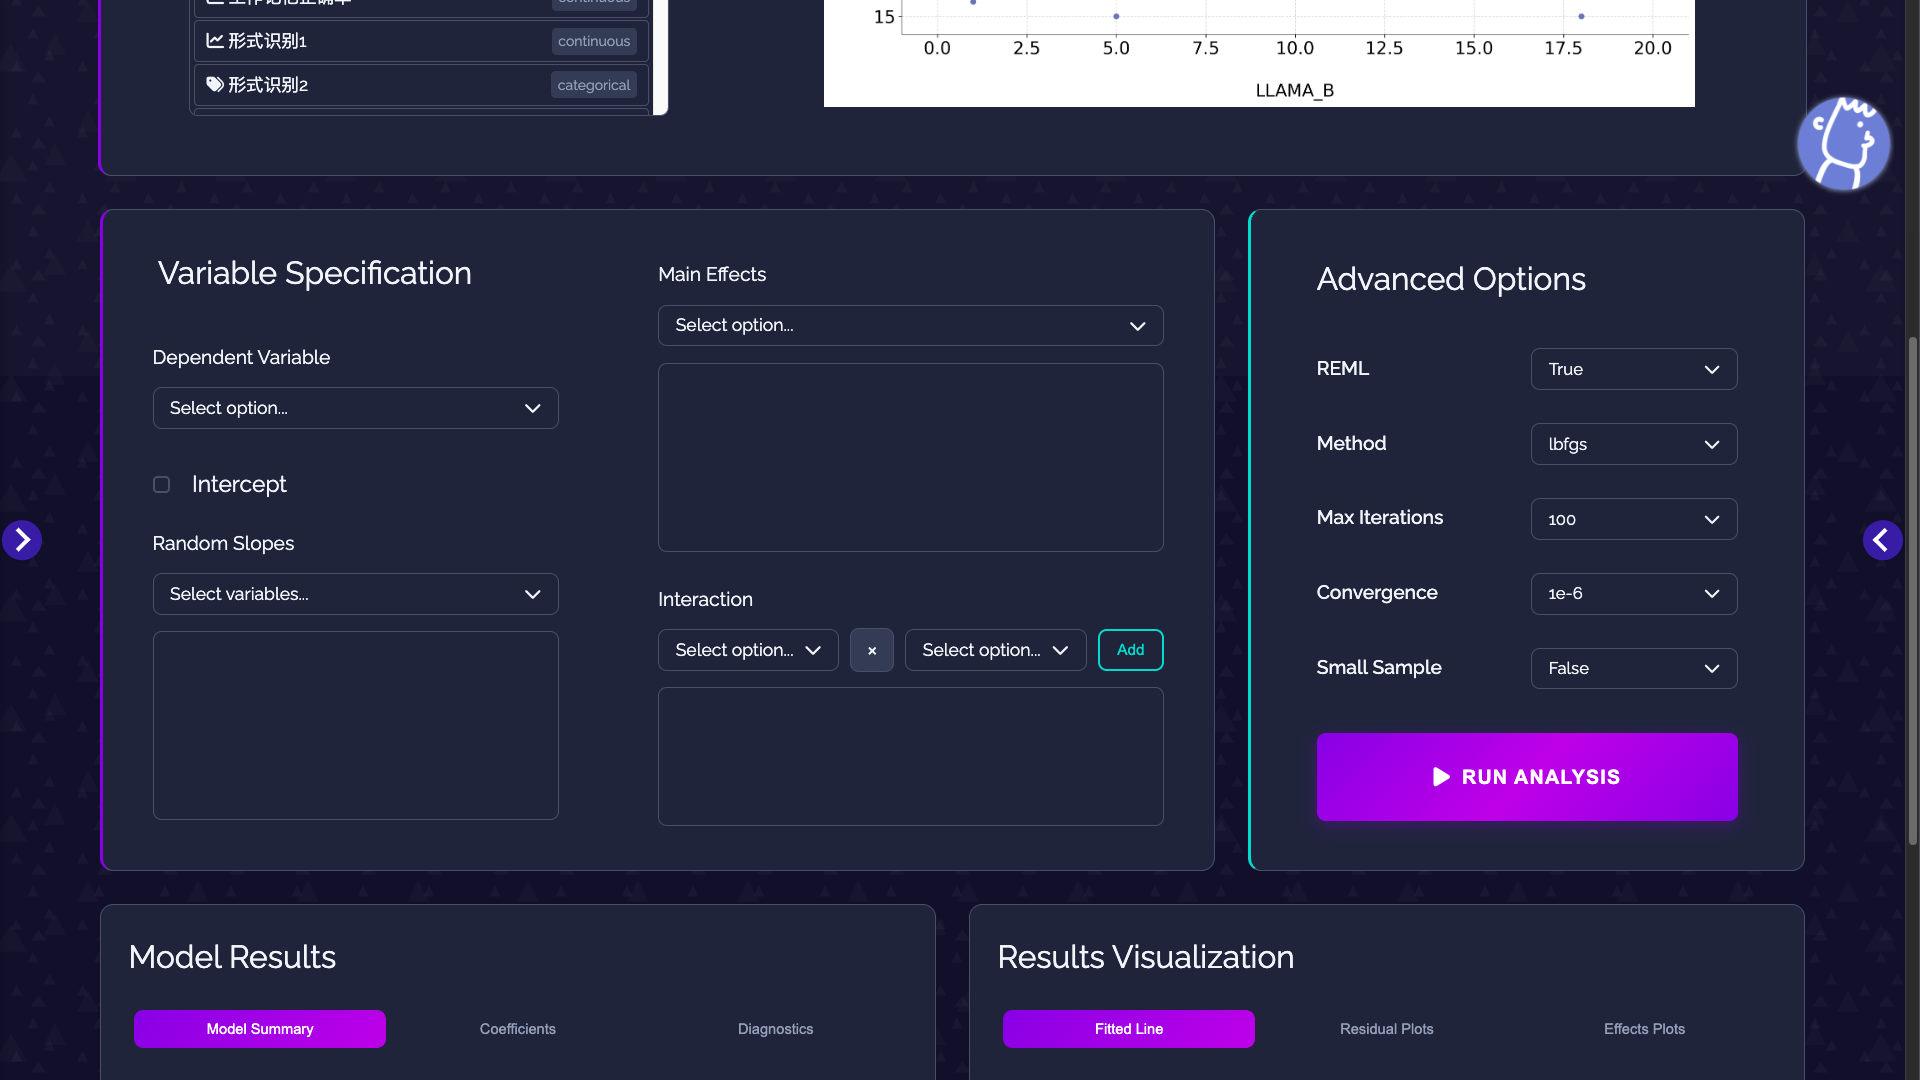 continuous
形式识别1
continuous
形式识别2
categorical
15
0.0 2.5 5.0 7.5 10.0 12.5 15.0 17.5 20.0
LLAMA_B
Variable Specification
Dependent Variable
Select option...
Intercept
Random Slopes
Select variables...
Main Effects
Select option...
Interaction
Select option... × Select option... Add
Advanced Options
REML True
Method lbfgs
Max Iterations 100
Convergence 1e-6
Small Sample False
RUN ANALYSIS
Model Results
Model Summary Coefficients Diagnostics
Results Visualization
Fitted Line Residual Plots Effects Plots